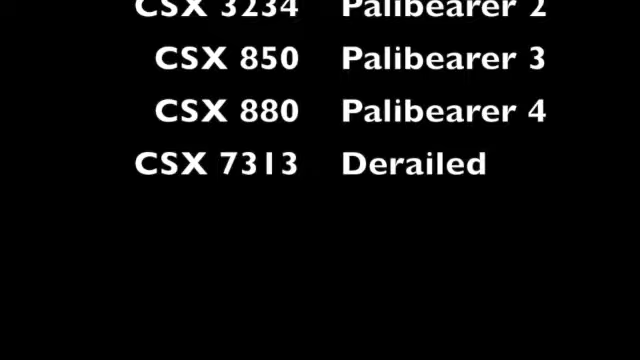 CSX 3234 Palibearer 2
CSX 850 Palibearer 3
CSX 880 Palibearer 4
CSX 7313 Derailed